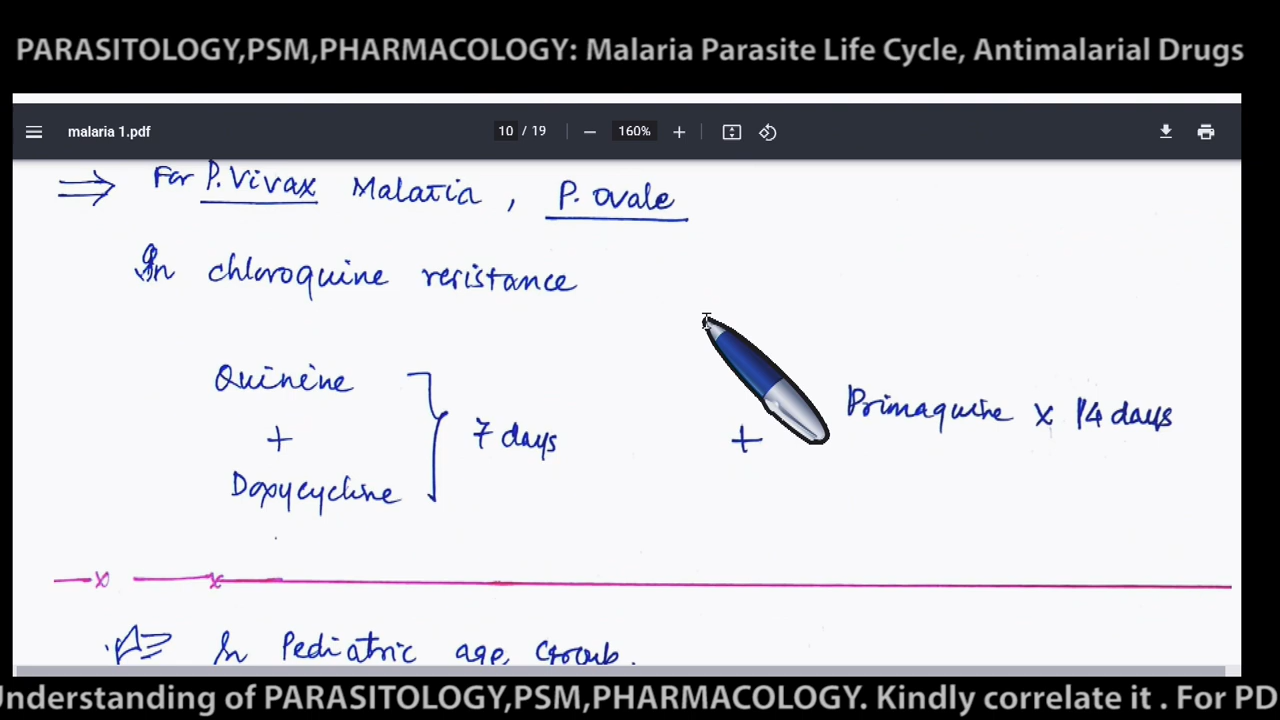 PARASITOLOGY,PSM,PHARMACOLOGY: Malaria Parasite Life Cycle, Antimalarial Drugs
malaria 1.pdf
10 / 19
160%
For P. Vivax Malaria , P. ovale
In chloroquine resistance
Quinine
+
Doxycycline
7 days
+
Primaquine x 14 days
x x
In Pediatric age Group.
Understanding of PARASITOLOGY,PSM,PHARMACOLOGY. Kindly correlate it . For PD